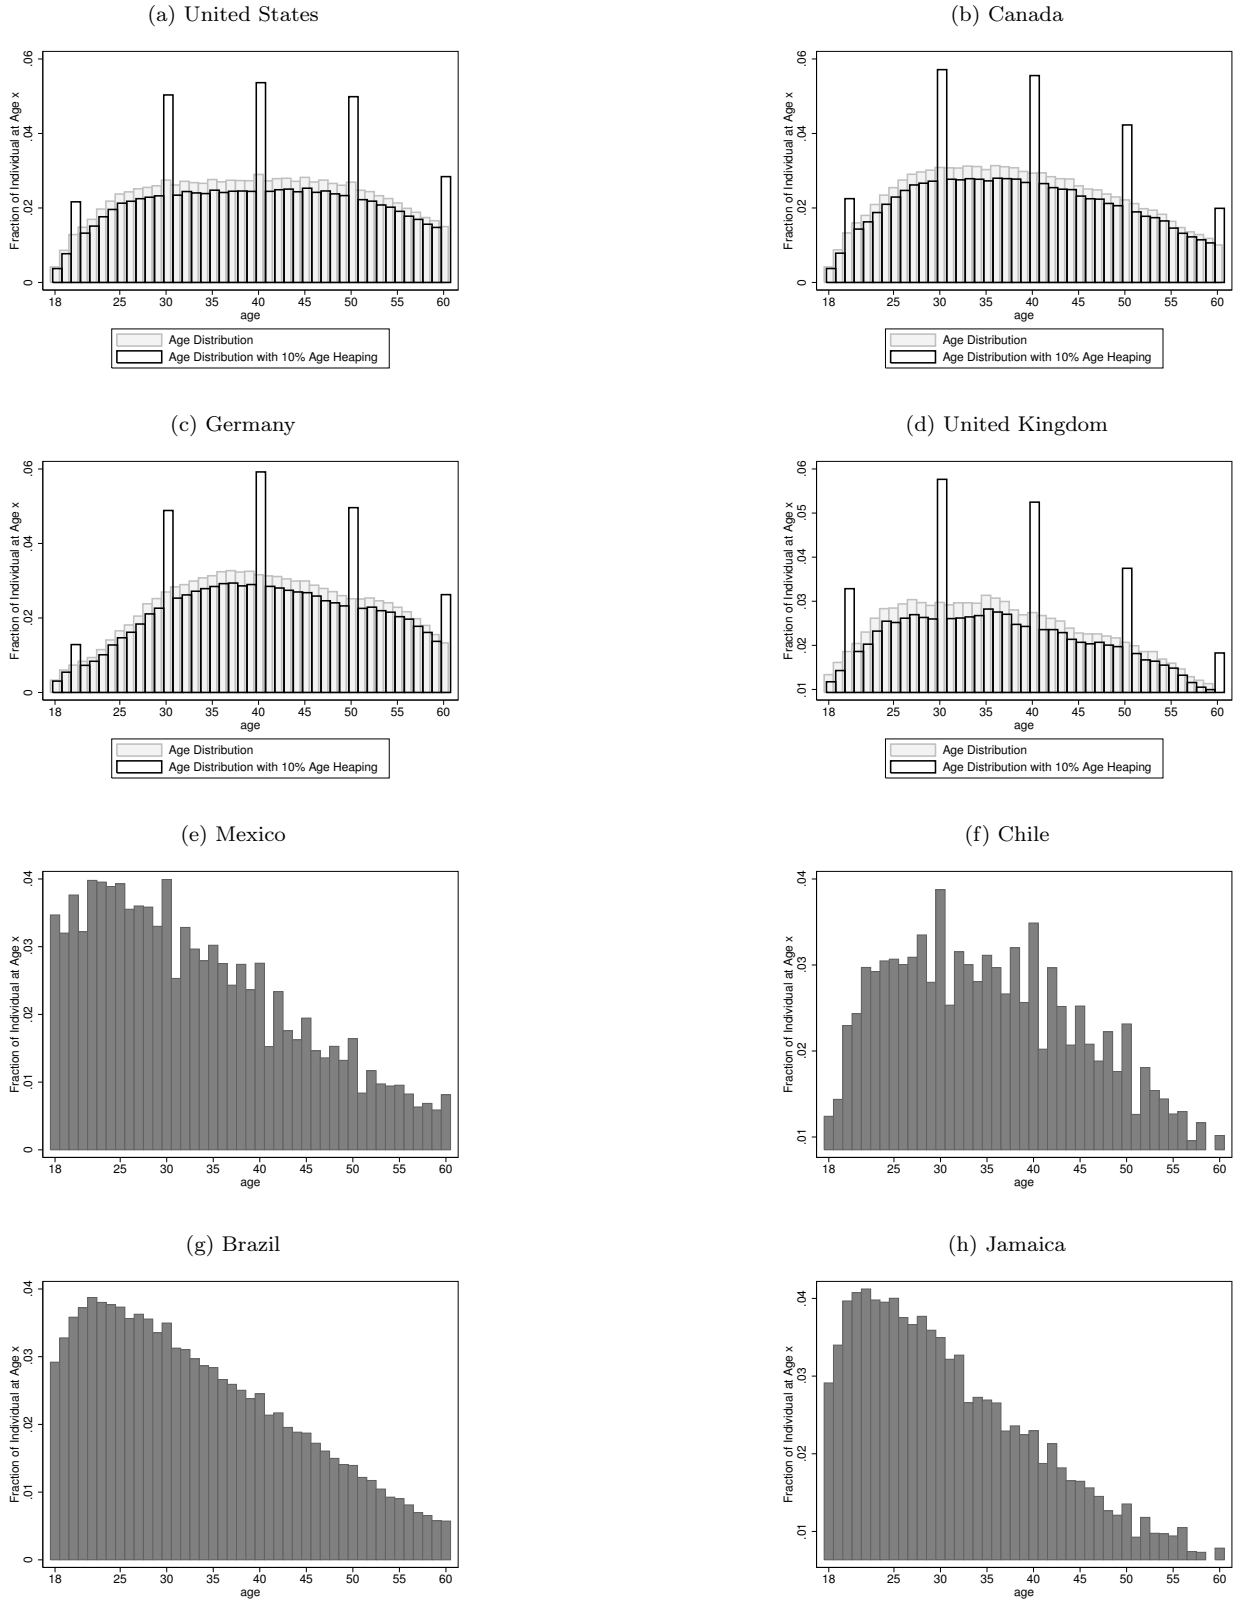 (a) United States
Fraction of Individual at Age x
0 .02 .04 .06
18 25 30 35 40 45 50 55 60
age
Age Distribution
Age Distribution with 10% Age Heaping
(b) Canada
Fraction of Individual at Age x
0 .02 .04 .06
18 25 30 35 40 45 50 55 60
age
Age Distribution
Age Distribution with 10% Age Heaping
(c) Germany
Fraction of Individual at Age x
0 .02 .04 .06
18 25 30 35 40 45 50 55 60
age
Age Distribution
Age Distribution with 10% Age Heaping
(d) United Kingdom
Fraction of Individual at Age x
.01 .02 .03 .04 .05 .06
18 25 30 35 40 45 50 55 60
age
Age Distribution
Age Distribution with 10% Age Heaping
(e) Mexico
Fraction of Individual at Age x
0 .01 .02 .03 .04
18 25 30 35 40 45 50 55 60
age
(f) Chile
Fraction of Individual at Age x
.01 .02 .03 .04
18 25 30 35 40 45 50 55 60
age
(g) Brazil
Fraction of Individual at Age x
0 .01 .02 .03 .04
18 25 30 35 40 45 50 55 60
age
(h) Jamaica
Fraction of Individual at Age x
.01 .02 .03 .04
18 25 30 35 40 45 50 55 60
age